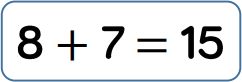 8 + 7 = 15